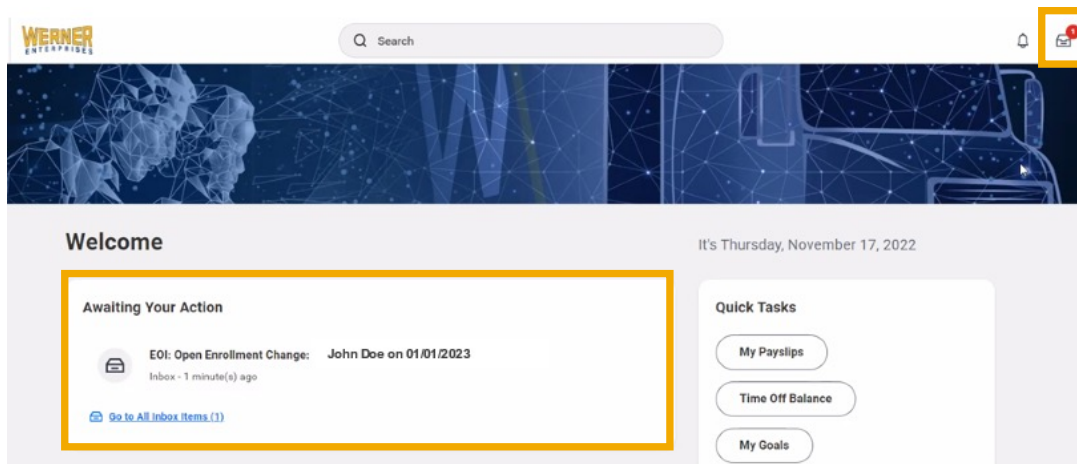 WERNER
ENTERPRISES
Search
1
Welcome
It's Thursday, November 17, 2022
Awaiting Your Action
EOI: Open Enrollment Change: John Doe on 01/01/2023
Inbox - 1 minute(s) ago
Go to All Inbox Items (1)
Quick Tasks
My Payslips
Time Off Balance
My Goals